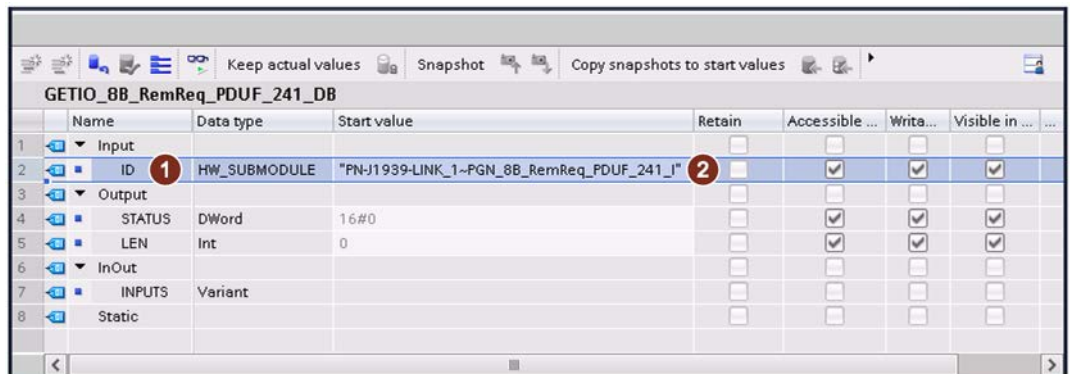 Keep actual values Snapshot Copy snapshots to start values
GETIO_8B_RemReq_PDUF_241_DB
Name Data type Start value Retain Accessible ... Writa... Visible in ... ...
1 Input
2 ID 1 HW_SUBMODULE "PN-J1939-LINK_1~PGN_8B_RemReq_PDUF_241_I" 2
3 Output
4 STATUS DWord 16#0
5 LEN Int 0
6 InOut
7 INPUTS Variant
8 Static